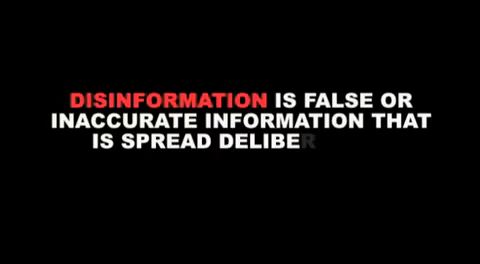 DISINFORMATION IS FALSE OR
INACCURATE INFORMATION THAT
IS SPREAD DELIBER